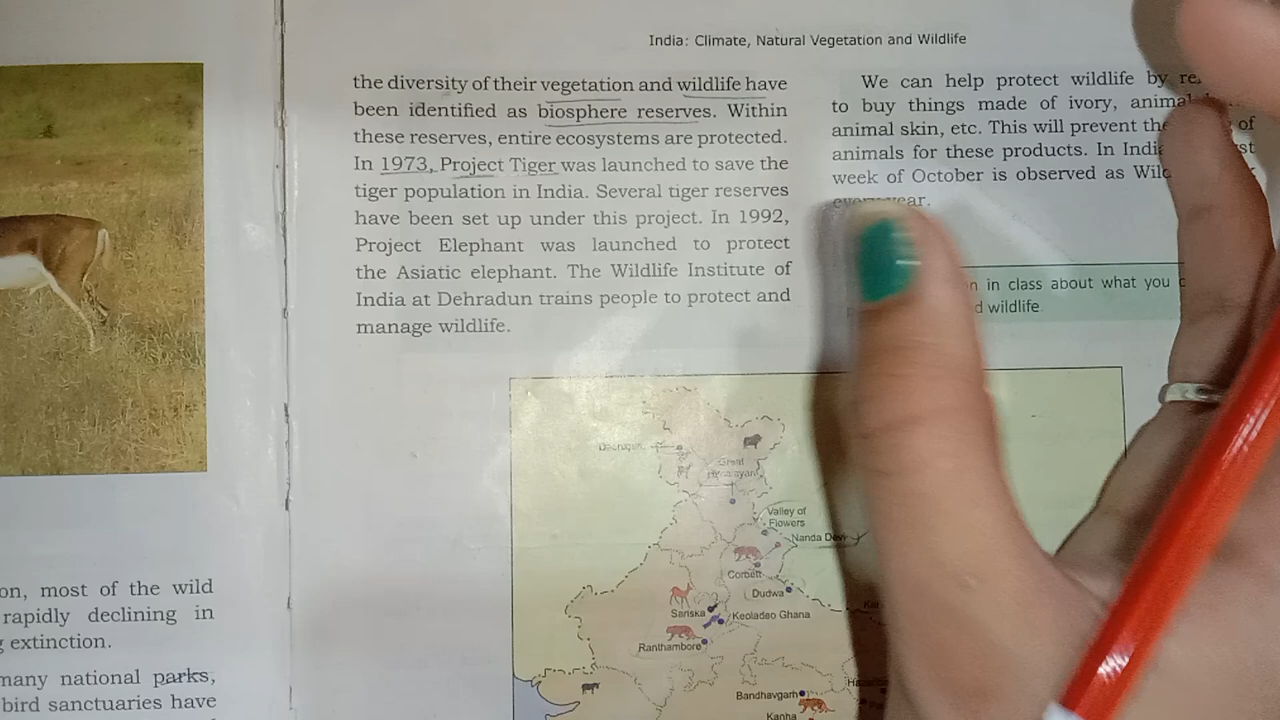 India: Climate, Natural Vegetation and Wildlife
on, most of the wild
rapidly declining in
extinction.
many national parks,
bird sanctuaries have
the diversity of their vegetation and wildlife have
been identified as biosphere reserves. Within
these reserves, entire ecosystems are protected.
In 1973, Project Tiger was launched to save the
tiger population in India. Several tiger reserves
have been set up under this project. In 1992,
Project Elephant was launched to protect
the Asiatic elephant. The Wildlife Institute of
India at Dehradun trains people to protect and
manage wildlife.
We can help protect wildlife by
to buy things made of ivory, animal
animal skin, etc. This will prevent the of
animals for these products. In
week of October is observed as
every year.
in class about what you
wildlife.
Great
Himalayan
Valley of
Flowers
Nanda Devi
Corbett
Dudwa
Sariska
Keoladeo Ghana
Ranthambore
Bandhavgarh
Kanha